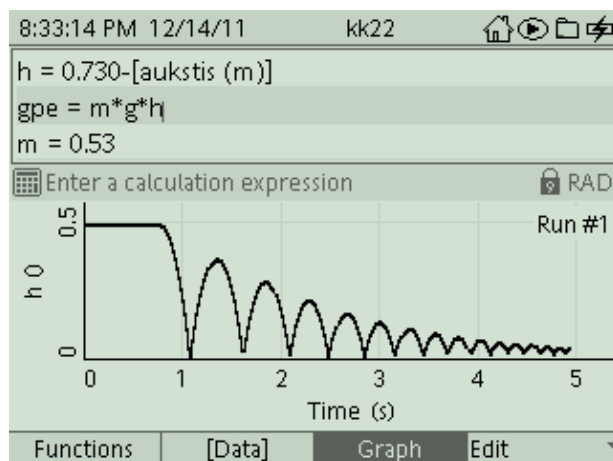 8:33:14 PM 12/14/11 kk22
h = 0.730-[aukstis (m)]
gpe = m*g*h
m = 0.53
Enter a calculation expression RAD
0.5
Run #1
h 0
0
0 1 2 3 4 5
Time (s)
Functions [Data] Graph Edit